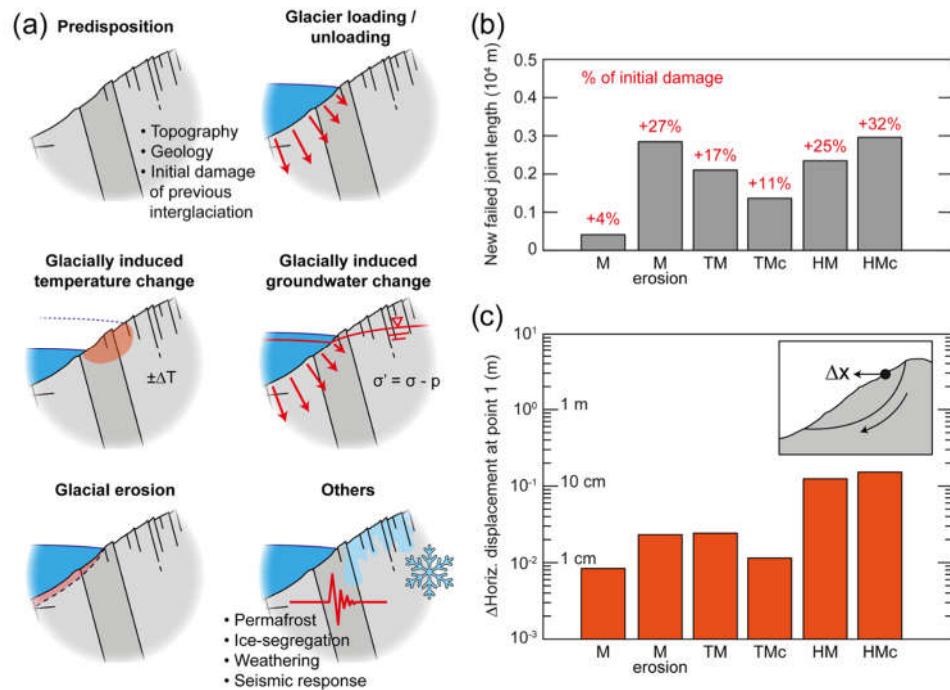 (a)
Predisposition
• Topography
• Geology
• Initial damage
of previous
interglaciation
Glacier loading /
unloading
Glacially induced
temperature change
±ΔT
Glacially induced
groundwater change
σ' = σ - p
Glacial erosion
Others
• Permafrost
• Ice-segregation
• Weathering
• Seismic response
(b)
New failed joint length (10⁴ m)
0.5
0.4
0.3
0.2
0.1
0
% of initial damage
+4%
+27%
+17%
+11%
+25%
+32%
M
M
erosion
TM
TMc
HM
HMc
(c)
ΔHoriz. displacement at point 1 (m)
10¹
10⁰
10⁻¹
10⁻²
10⁻³
1 m
10 cm
1 cm
Δx
M
M
erosion
TM
TMc
HM
HMc